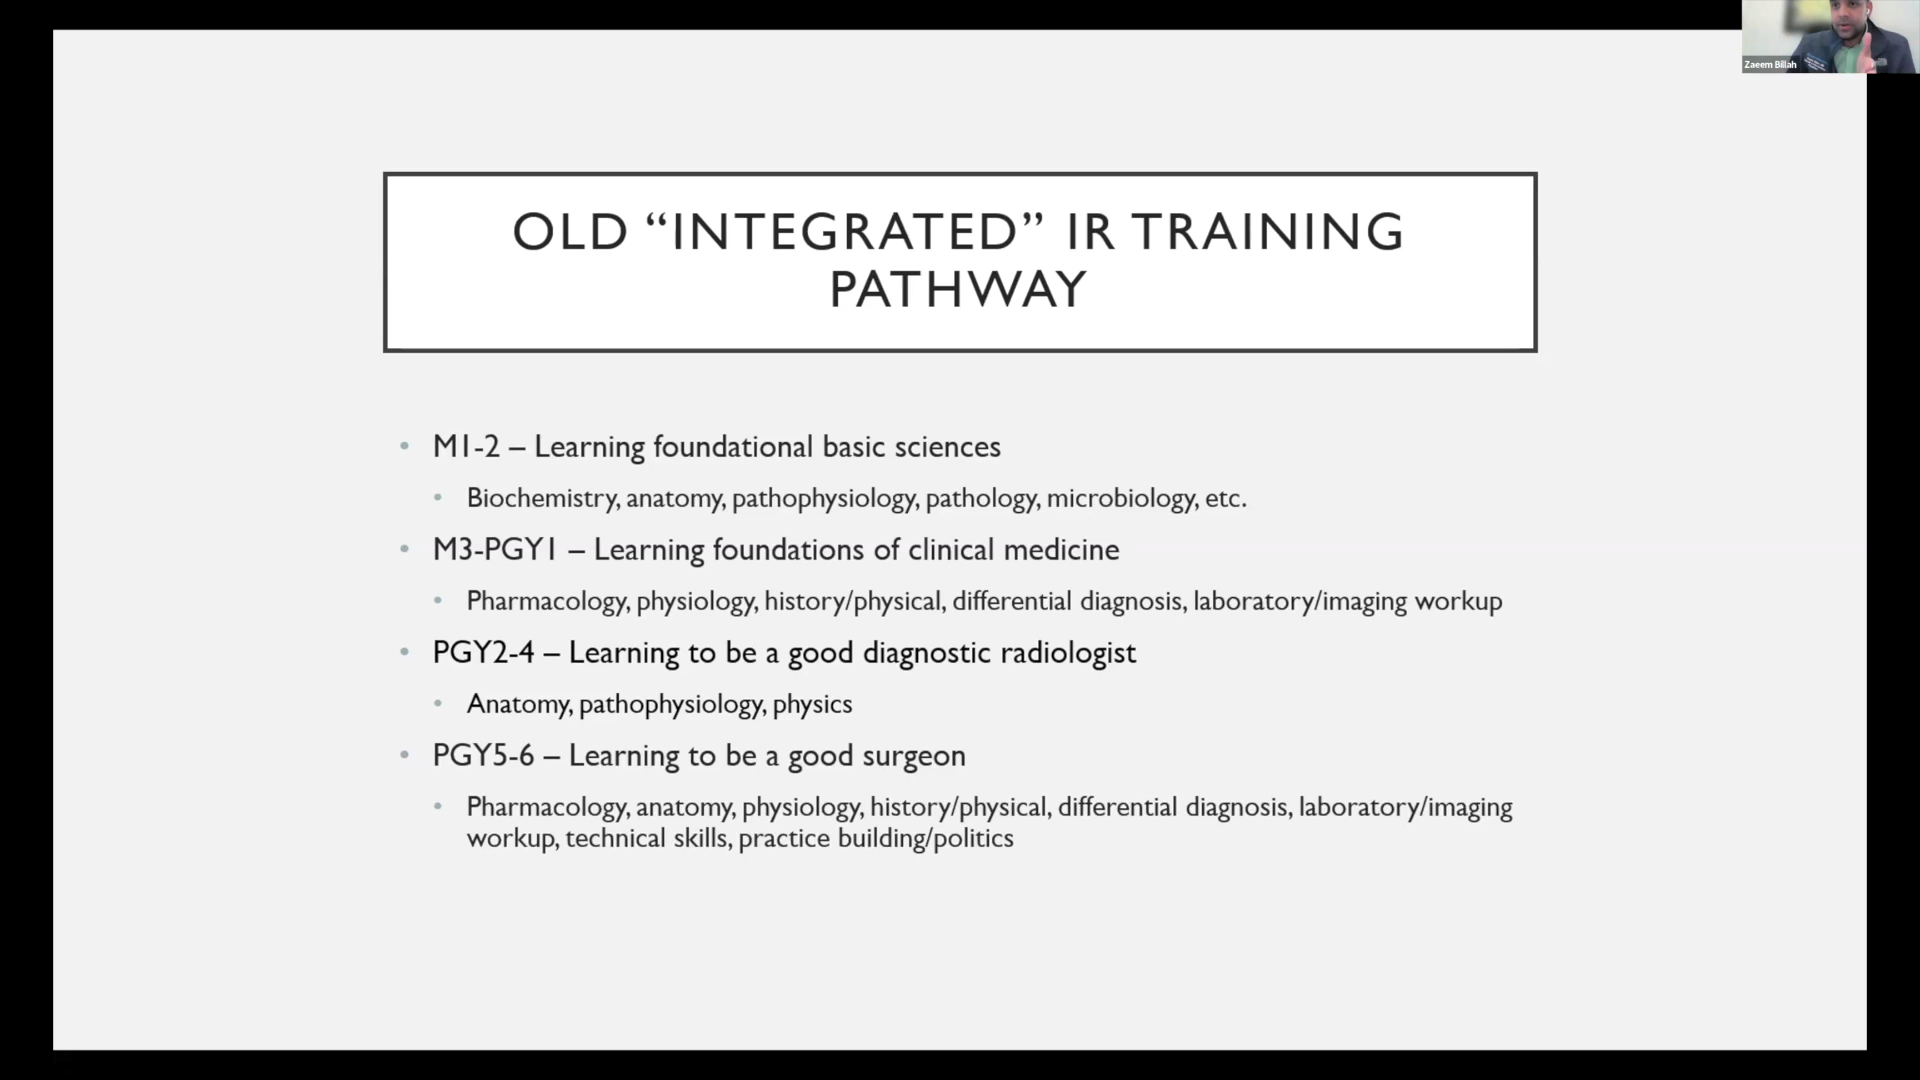 Zaeem Billah
OLD “INTEGRATED” IR TRAINING
PATHWAY
• M1-2 – Learning foundational basic sciences
• Biochemistry, anatomy, pathophysiology, pathology, microbiology, etc.
• M3-PGY1 – Learning foundations of clinical medicine
• Pharmacology, physiology, history/physical, differential diagnosis, laboratory/imaging workup
• PGY2-4 – Learning to be a good diagnostic radiologist
• Anatomy, pathophysiology, physics
• PGY5-6 – Learning to be a good surgeon
• Pharmacology, anatomy, physiology, history/physical, differential diagnosis, laboratory/imaging
workup, technical skills, practice building/politics